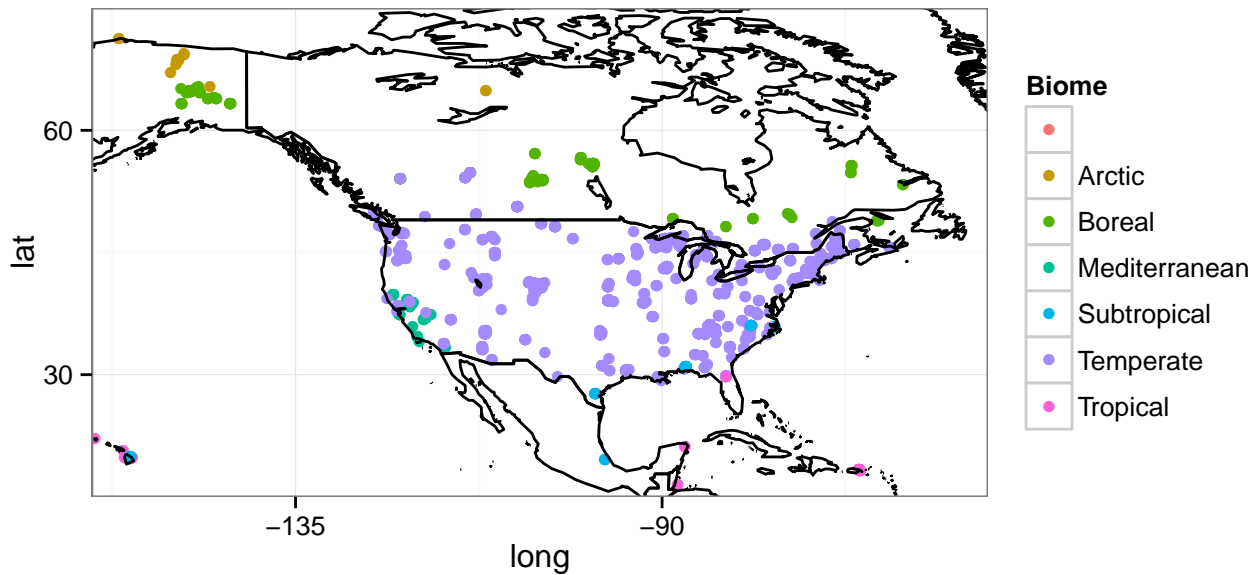 60
30
lat
−135
−90
long
Biome
Arctic
Boreal
Mediterranean
Subtropical
Temperate
Tropical